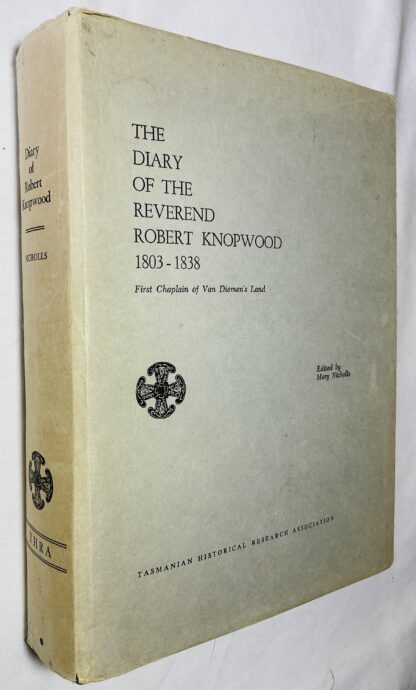 THE
DIARY
OF THE
REVEREND
ROBERT KNOPWOOD
1803-1838
First Chaplain of Van Diemen's Land
Edited by
Mary Nicholls
TASMANIAN HISTORICAL RESEARCH ASSOCIATION
Diary
of
Robert
Knopwood
NICHOLLS
THRA